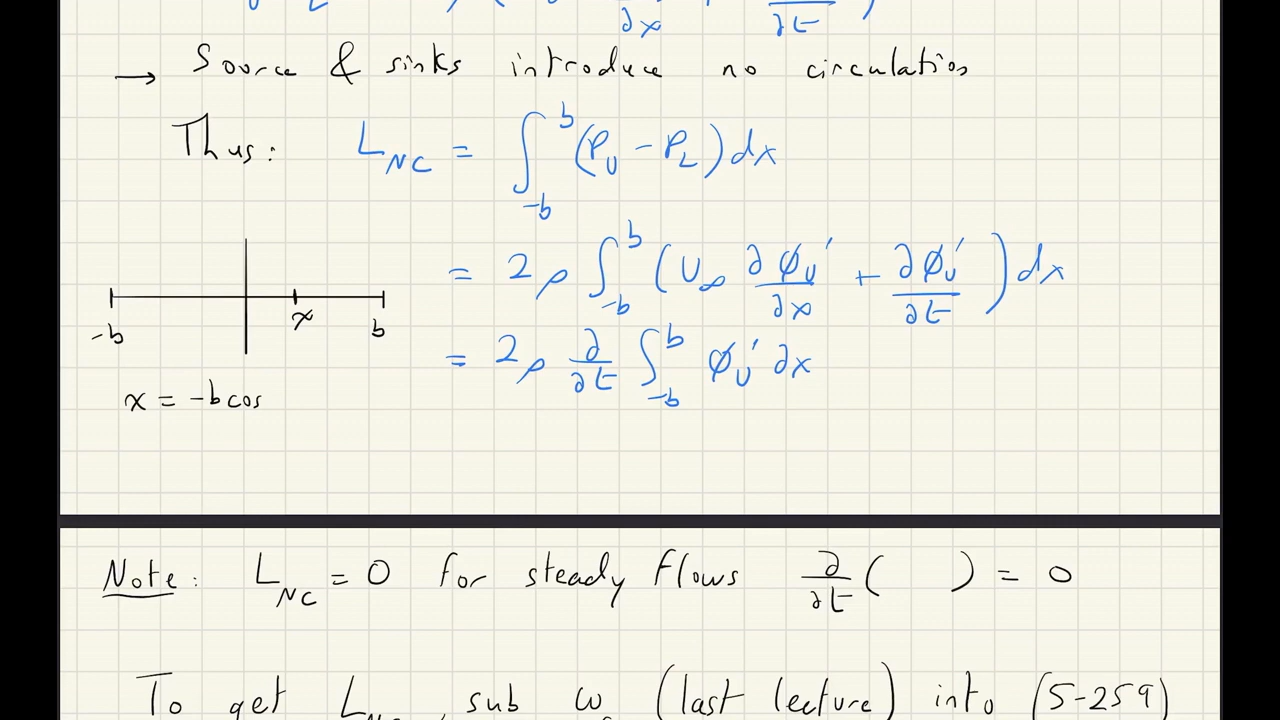 ∂x ∂t
→ Source & sinks introduce no circulation
Thus: L_NC = ∫_{-b}^{b} (P_U - P_L) dx
= 2ρ ∫_{-b}^{b} (U_∞ ∂ϕ_U'/∂x + ∂ϕ_U'/∂t) dx
= 2ρ ∂/∂t ∫_{-b}^{b} ϕ_U' ∂x
-b x b
x = -b cos
Note: L_NC = 0 for steady flows ∂/∂t ( ) = 0
To get L_NC, sub ω (last lecture) into (5-259)